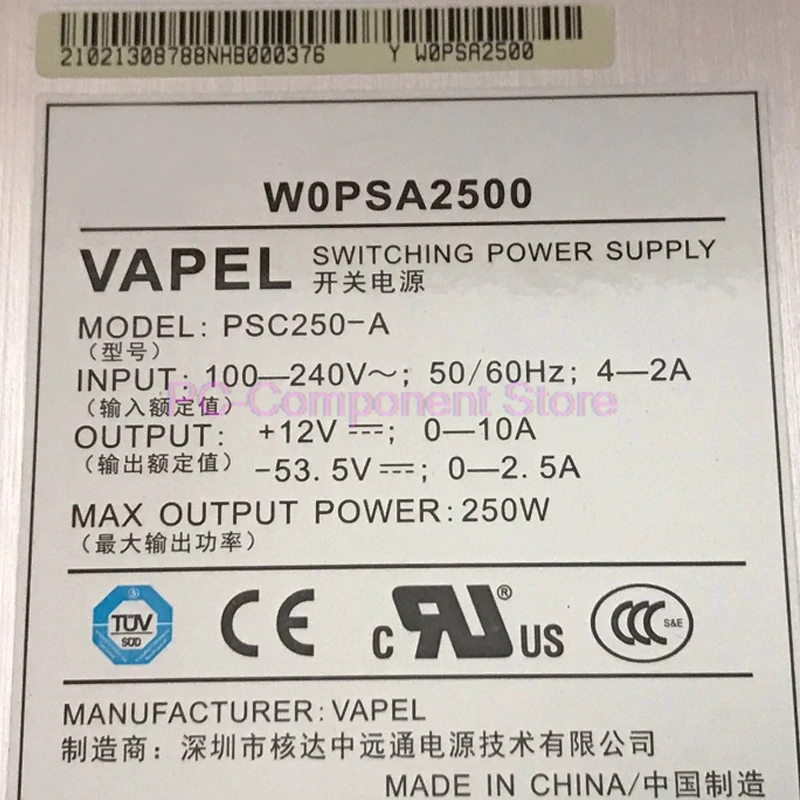 21021308788NHB000376 Y W0PSA2500
W0PSA2500
VAPEL SWITCHING POWER SUPPLY
开关电源
MODEL: PSC250-A
（型号）
INPUT: 100—240V～; 50/60Hz; 4—2A
（输入额定值）
PC-Component Store
OUTPUT: +12V ⎓; 0—10A
（输出额定值） -53.5V ⎓; 0—2.5A
MAX OUTPUT POWER: 250W
（最大输出功率）
TÜV
SÜD
CE
c RU ® US
CCC S&E
MANUFACTURER: VAPEL
制造商：深圳市核达中远通电源技术有限公司
MADE IN CHINA/中国制造